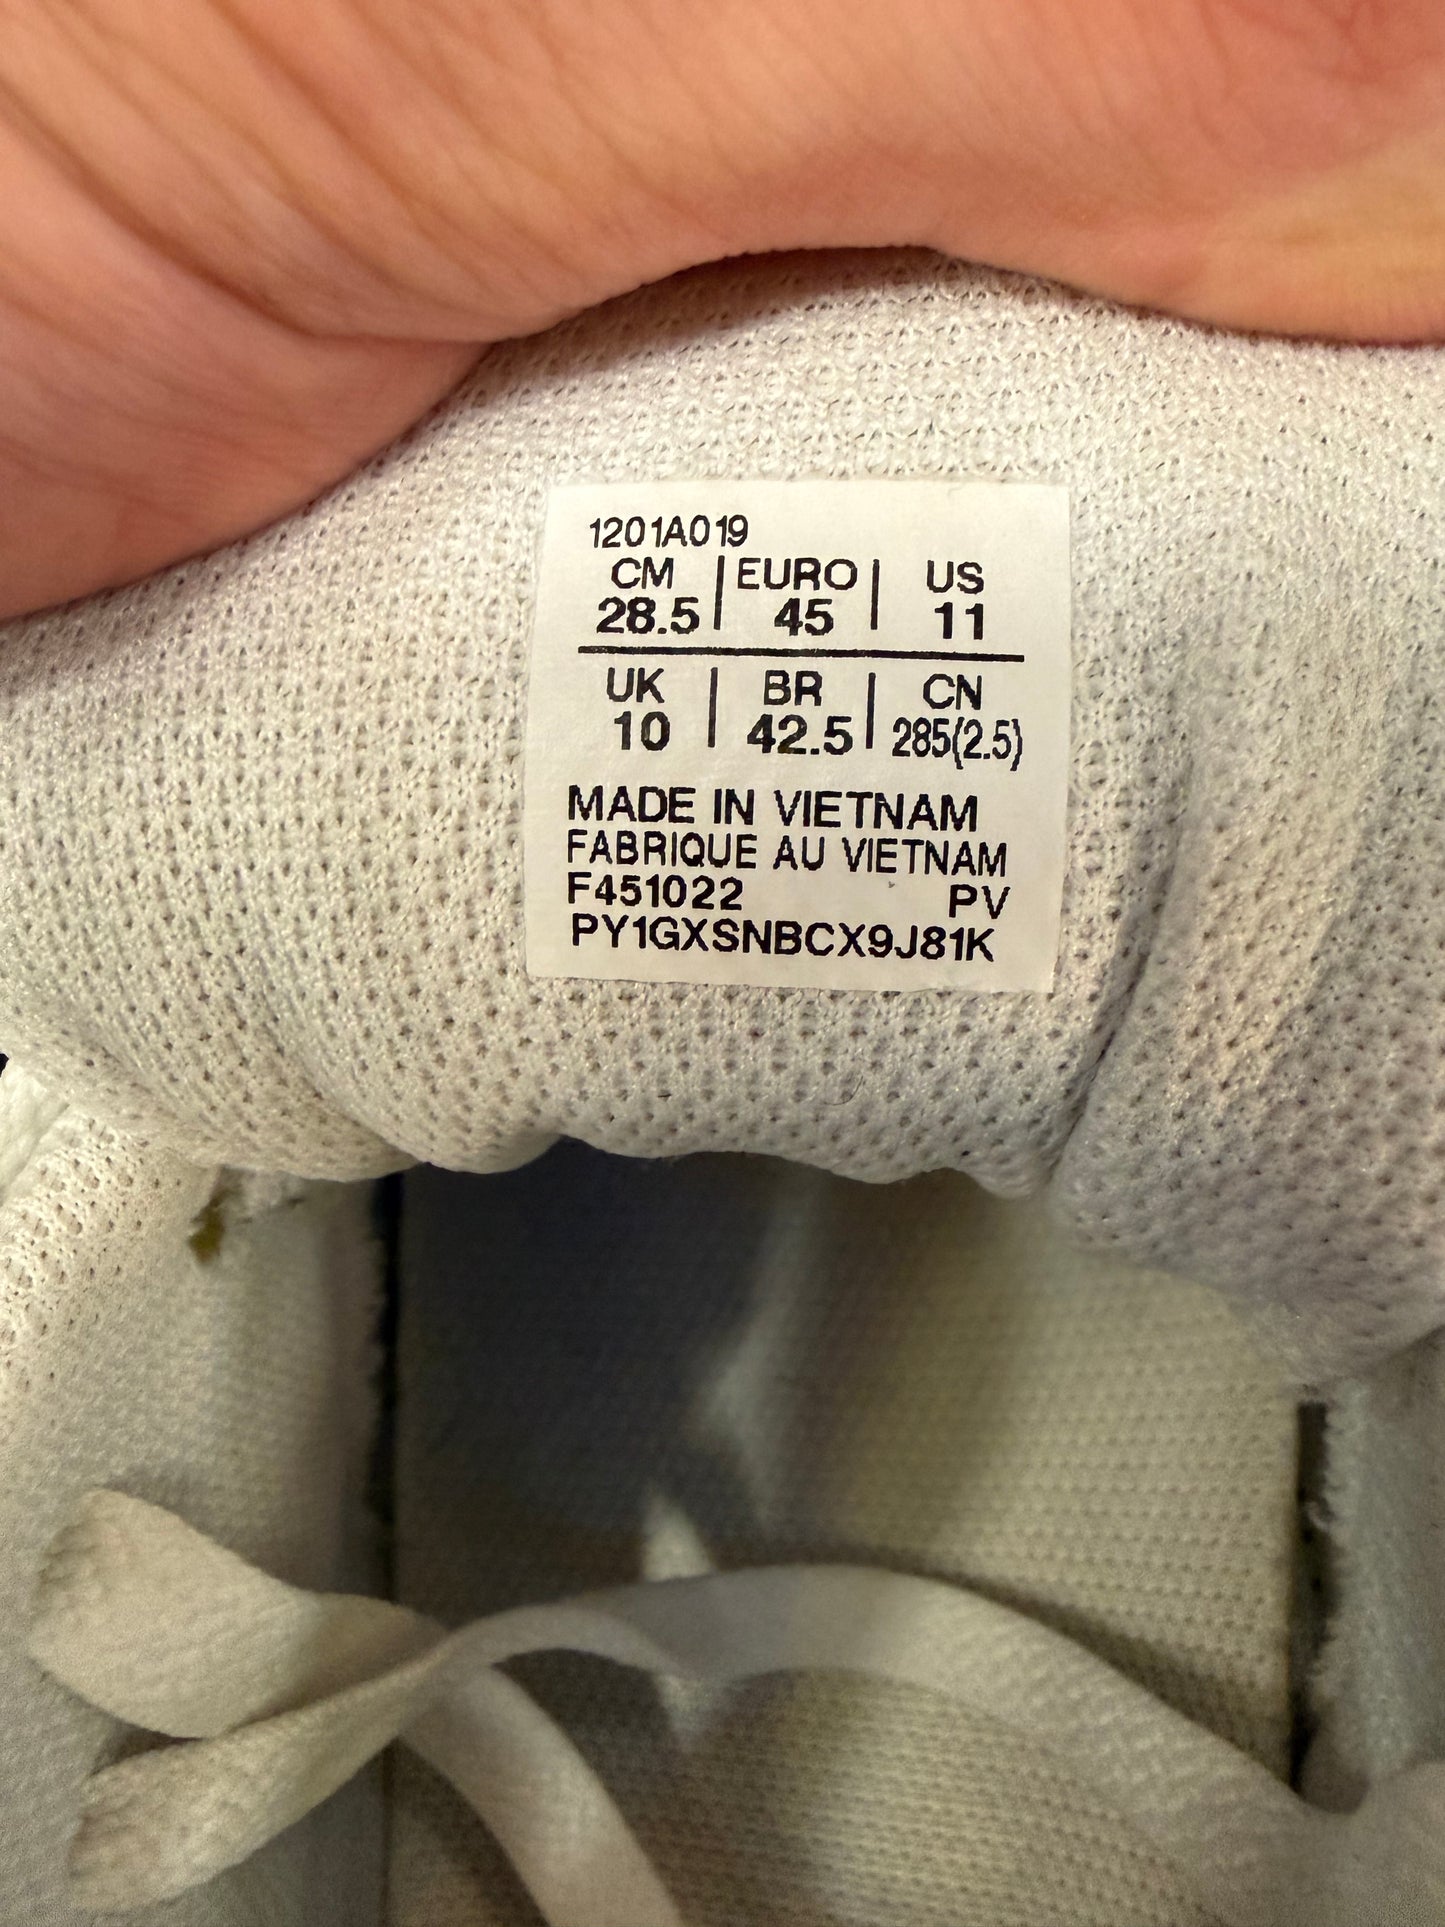 1201A019
CM | EURO | US
28.5 | 45 | 11
UK | BR | CN
10 | 42.5 | 285(2.5)
MADE IN VIETNAM
FABRIQUE AU VIETNAM
F451022 PV
PY1GXSNBCX9J81K